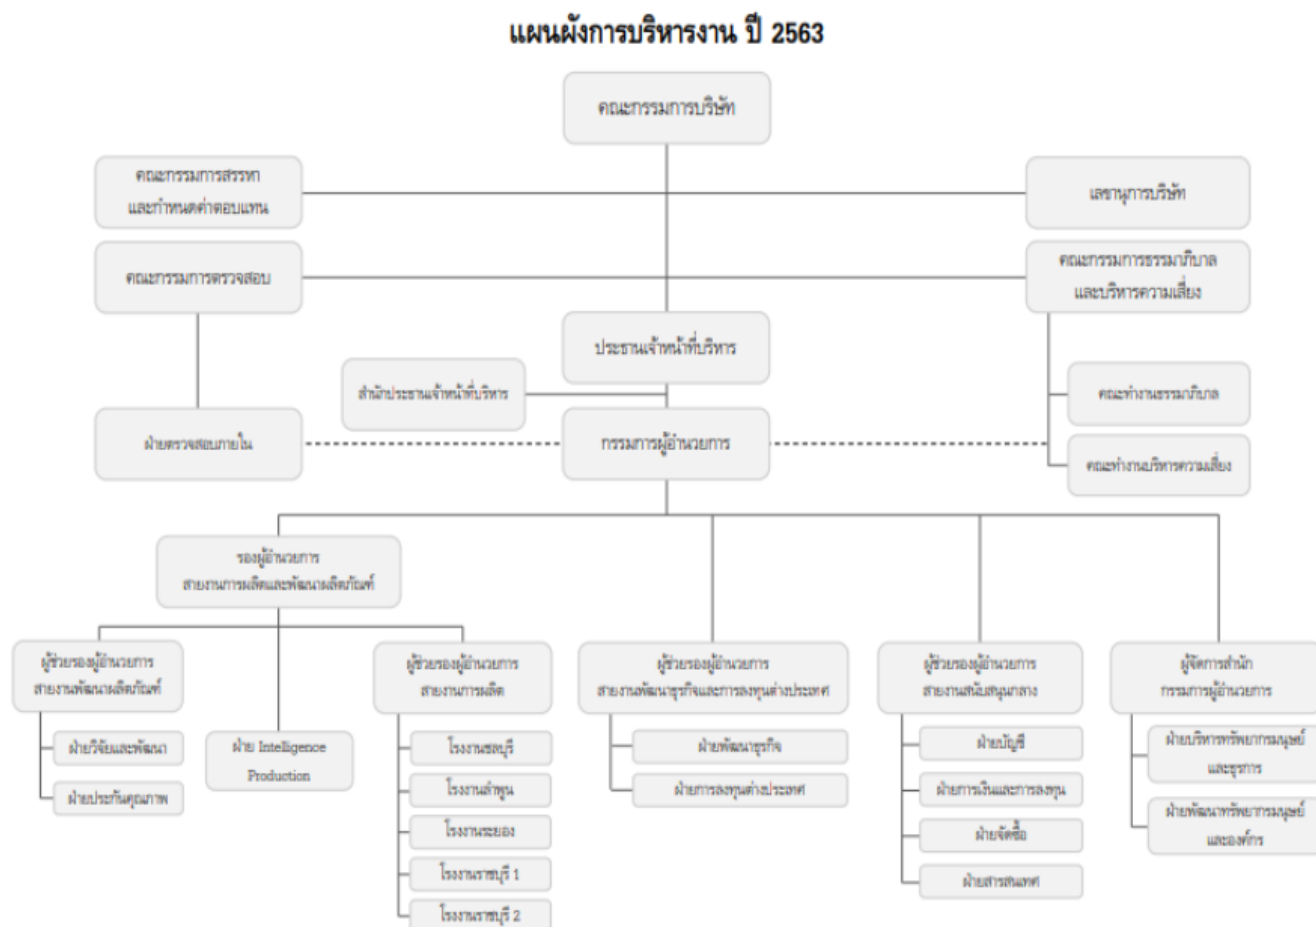 แผนผังการบริหารงาน ปี 2563
คณะกรรมการบริษัท
คณะกรรมการสรรหา
และกำหนดค่าตอบแทน
เลขานุการบริษัท
คณะกรรมการตรวจสอบ
คณะกรรมการธรรมาภิบาล
และบริหารความเสี่ยง
ประธานเจ้าหน้าที่บริหาร
สำนักประธานเจ้าหน้าที่บริหาร
คณะทำงานธรรมาภิบาล
ฝ่ายตรวจสอบภายใน
กรรมการผู้อำนวยการ
คณะทำงานบริหารความเสี่ยง
รองผู้อำนวยการ
สายงานการผลิตและพัฒนาผลิตภัณฑ์
ผู้ช่วยรองผู้อำนวยการ
สายงานพัฒนาผลิตภัณฑ์
ฝ่ายวิจัยและพัฒนา
ฝ่ายประกันคุณภาพ
ฝ่าย Intelligence
Production
ผู้ช่วยรองผู้อำนวยการ
สายงานการผลิต
โรงงานชลบุรี
โรงงานลำพูน
โรงงานระยอง
โรงงานราชบุรี 1
โรงงานราชบุรี 2
ผู้ช่วยรองผู้อำนวยการ
สายงานพัฒนาธุรกิจและการลงทุนต่างประเทศ
ฝ่ายพัฒนาธุรกิจ
ฝ่ายการลงทุนต่างประเทศ
ผู้ช่วยรองผู้อำนวยการ
สายงานสนับสนุนกลาง
ฝ่ายบัญชี
ฝ่ายการเงินและการลงทุน
ฝ่ายจัดซื้อ
ฝ่ายสารสนเทศ
ผู้จัดการสำนัก
กรรมการผู้อำนวยการ
ฝ่ายบริหารทรัพยากรมนุษย์
และธุรการ
ฝ่ายพัฒนาทรัพยากรมนุษย์
และองค์กร